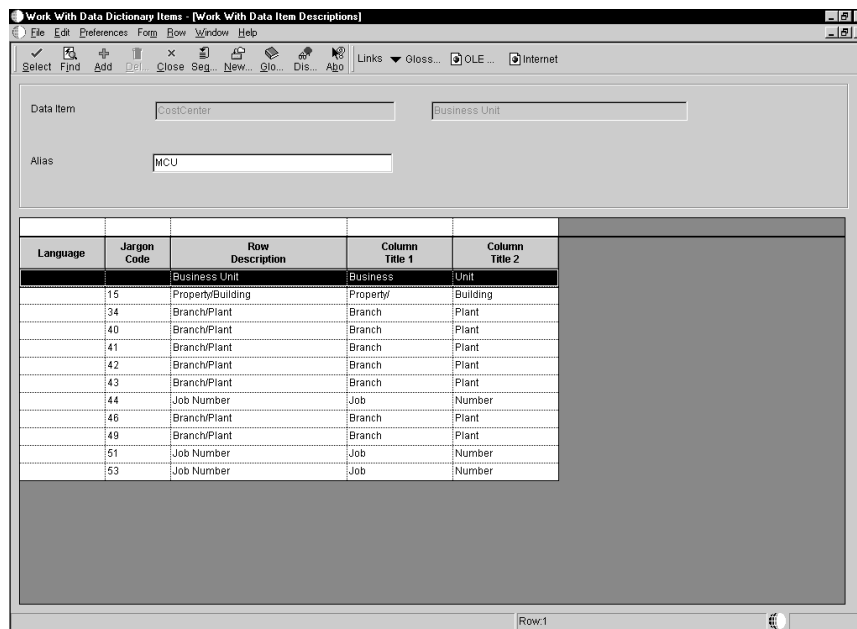 Work With Data Dictionary Items - [Work With Data Item Descriptions]
File Edit Preferences Form Row Window Help
Select Find Add Del... Close Seg... New... Glo... Dis... Abo Links Gloss... OLE ... Internet
Data Item CostCenter Business Unit
Alias MCU
Language Jargon Code Row Description Column Title 1 Column Title 2
Business Unit Business Unit
15 Property/Building Property/ Building
34 Branch/Plant Branch Plant
40 Branch/Plant Branch Plant
41 Branch/Plant Branch Plant
42 Branch/Plant Branch Plant
43 Branch/Plant Branch Plant
44 Job Number Job Number
46 Branch/Plant Branch Plant
49 Branch/Plant Branch Plant
51 Job Number Job Number
53 Job Number Job Number
Row:1